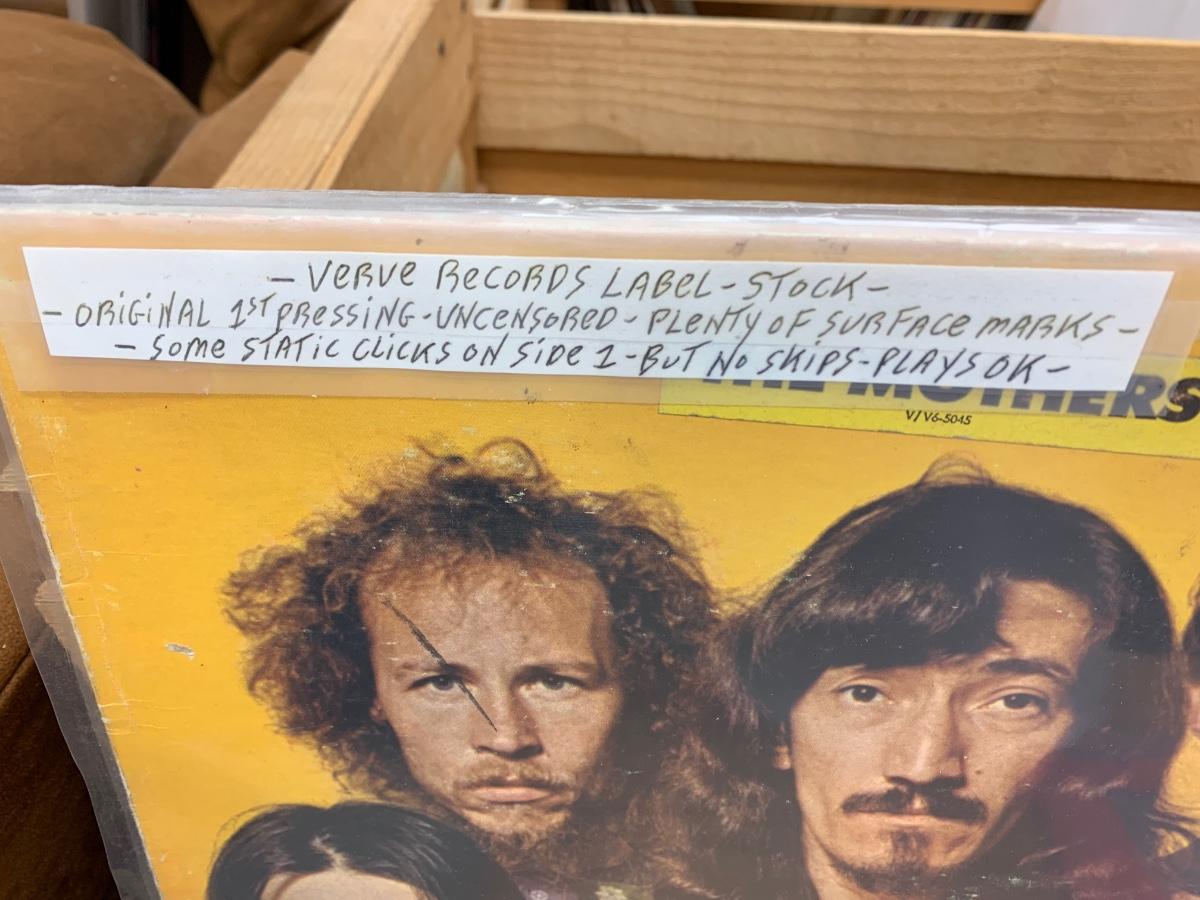 - VERVE RECORDS LABEL - STOCK -
- ORIGINAL 1ST PRESSING - UNCENSORED - PLENTY OF SURFACE MARKS -
- SOME STATIC CLICKS ON SIDE 1 - BUT NO SKIPS - PLAYS OK -
THE MOTHERS
V/V6-5045